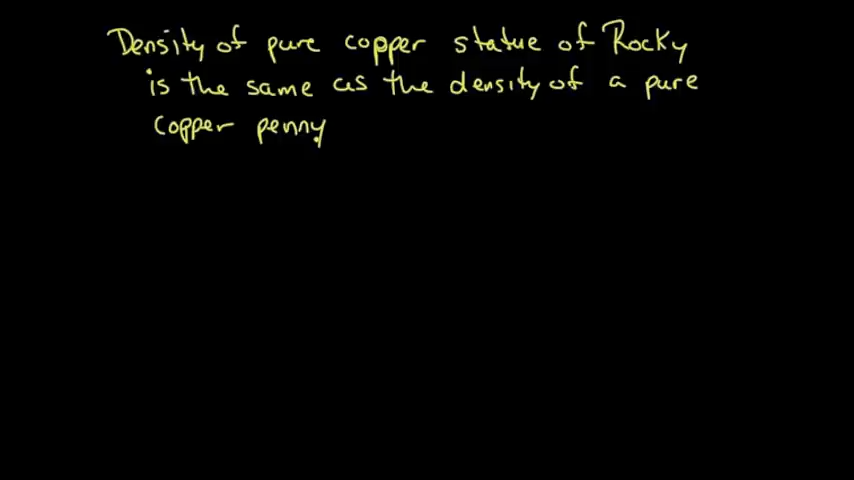 Density of pure copper statue of Rocky
is the same as the density of a pure
copper penny